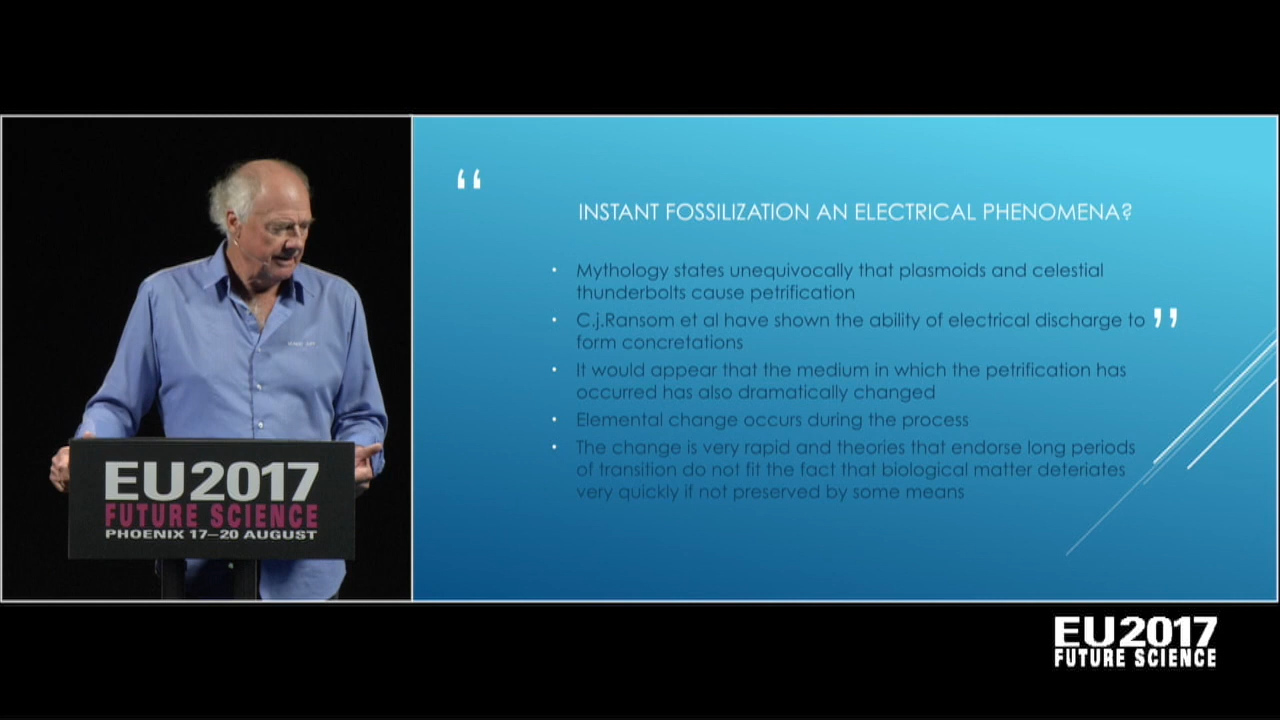 “
INSTANT FOSSILIZATION AN ELECTRICAL PHENOMENA?
• Mythology states unequivocally that plasmoids and celestial
thunderbolts cause petrification
• C.j.Ransom et al have shown the ability of electrical discharge to
form concretations
”
• It would appear that the medium in which the petrification has
occurred has also dramatically changed
• Elemental change occurs during the process
• The change is very rapid and theories that endorse long periods
of transition do not fit the fact that biological matter deteriates
very quickly if not preserved by some means
EU2017
FUTURE SCIENCE
PHOENIX 17–20 AUGUST
EU2017
FUTURE SCIENCE